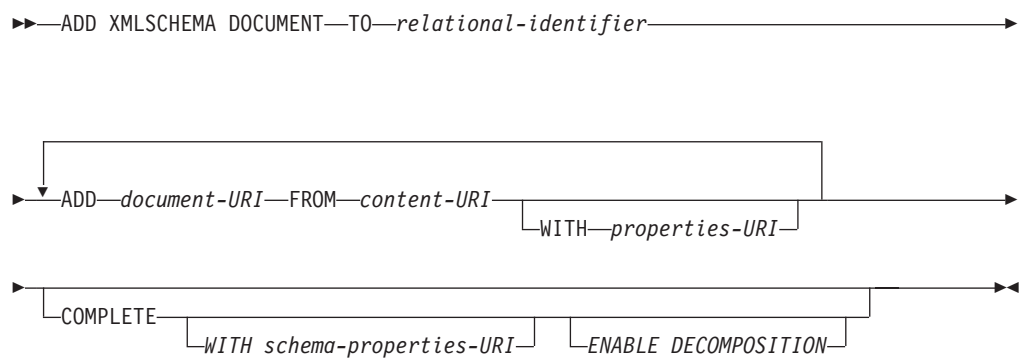 ADD XMLSCHEMA DOCUMENT TO relational-identifier
ADD document-URI FROM content-URI
WITH properties-URI
COMPLETE
WITH schema-properties-URI ENABLE DECOMPOSITION